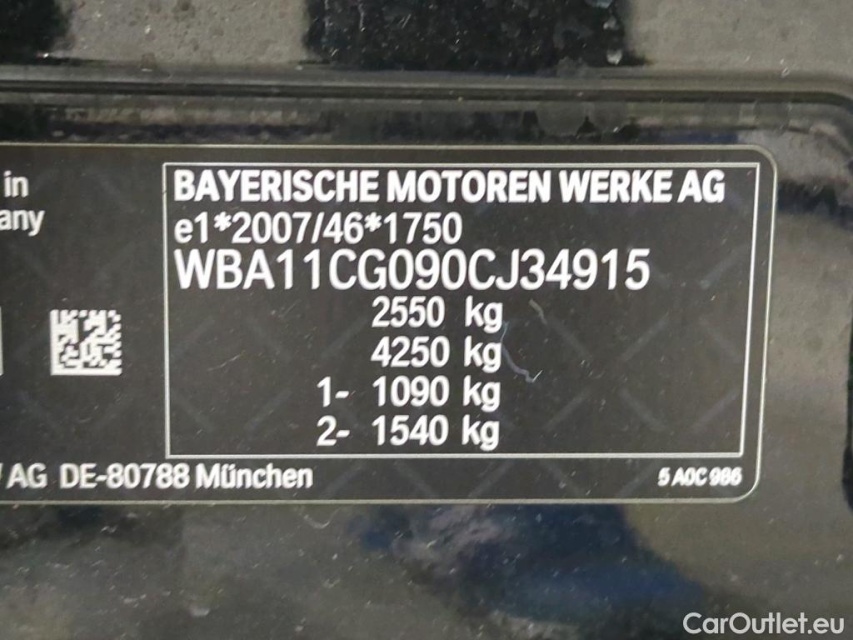 in
any
BAYERISCHE MOTOREN WERKE AG
e1*2007/46*1750
WBA11CG090CJ34915
2550 kg
4250 kg
1- 1090 kg
2- 1540 kg
AG DE-80788 München
5 A0C 986
CarOutlet.eu